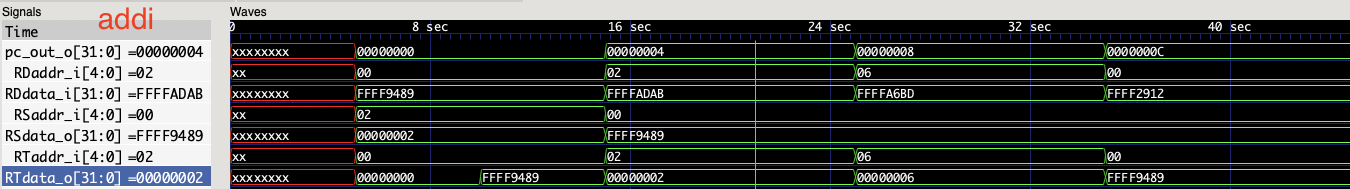 Signals addi Waves
Time 0 8 sec 16 sec 24 sec 32 sec 40 sec
pc_out_o[31:0] =00000004 xxxxxxxx 00000000 00000004 00000008 0000000C
RDaddr_i[4:0] =02 xx 00 02 06 00
RDdata_i[31:0] =FFFFADAB xxxxxxxx FFFF9489 FFFFADAB FFFFA6BD FFFF2912
RSaddr_i[4:0] =00 xx 02 00
RSdata_o[31:0] =FFFF9489 xxxxxxxx 00000002 FFFF9489
RTaddr_i[4:0] =02 xx 00 02 06 00
RTdata_o[31:0] =00000002 xxxxxxxx 00000000 FFFF9489 00000002 00000006 FFFF9489